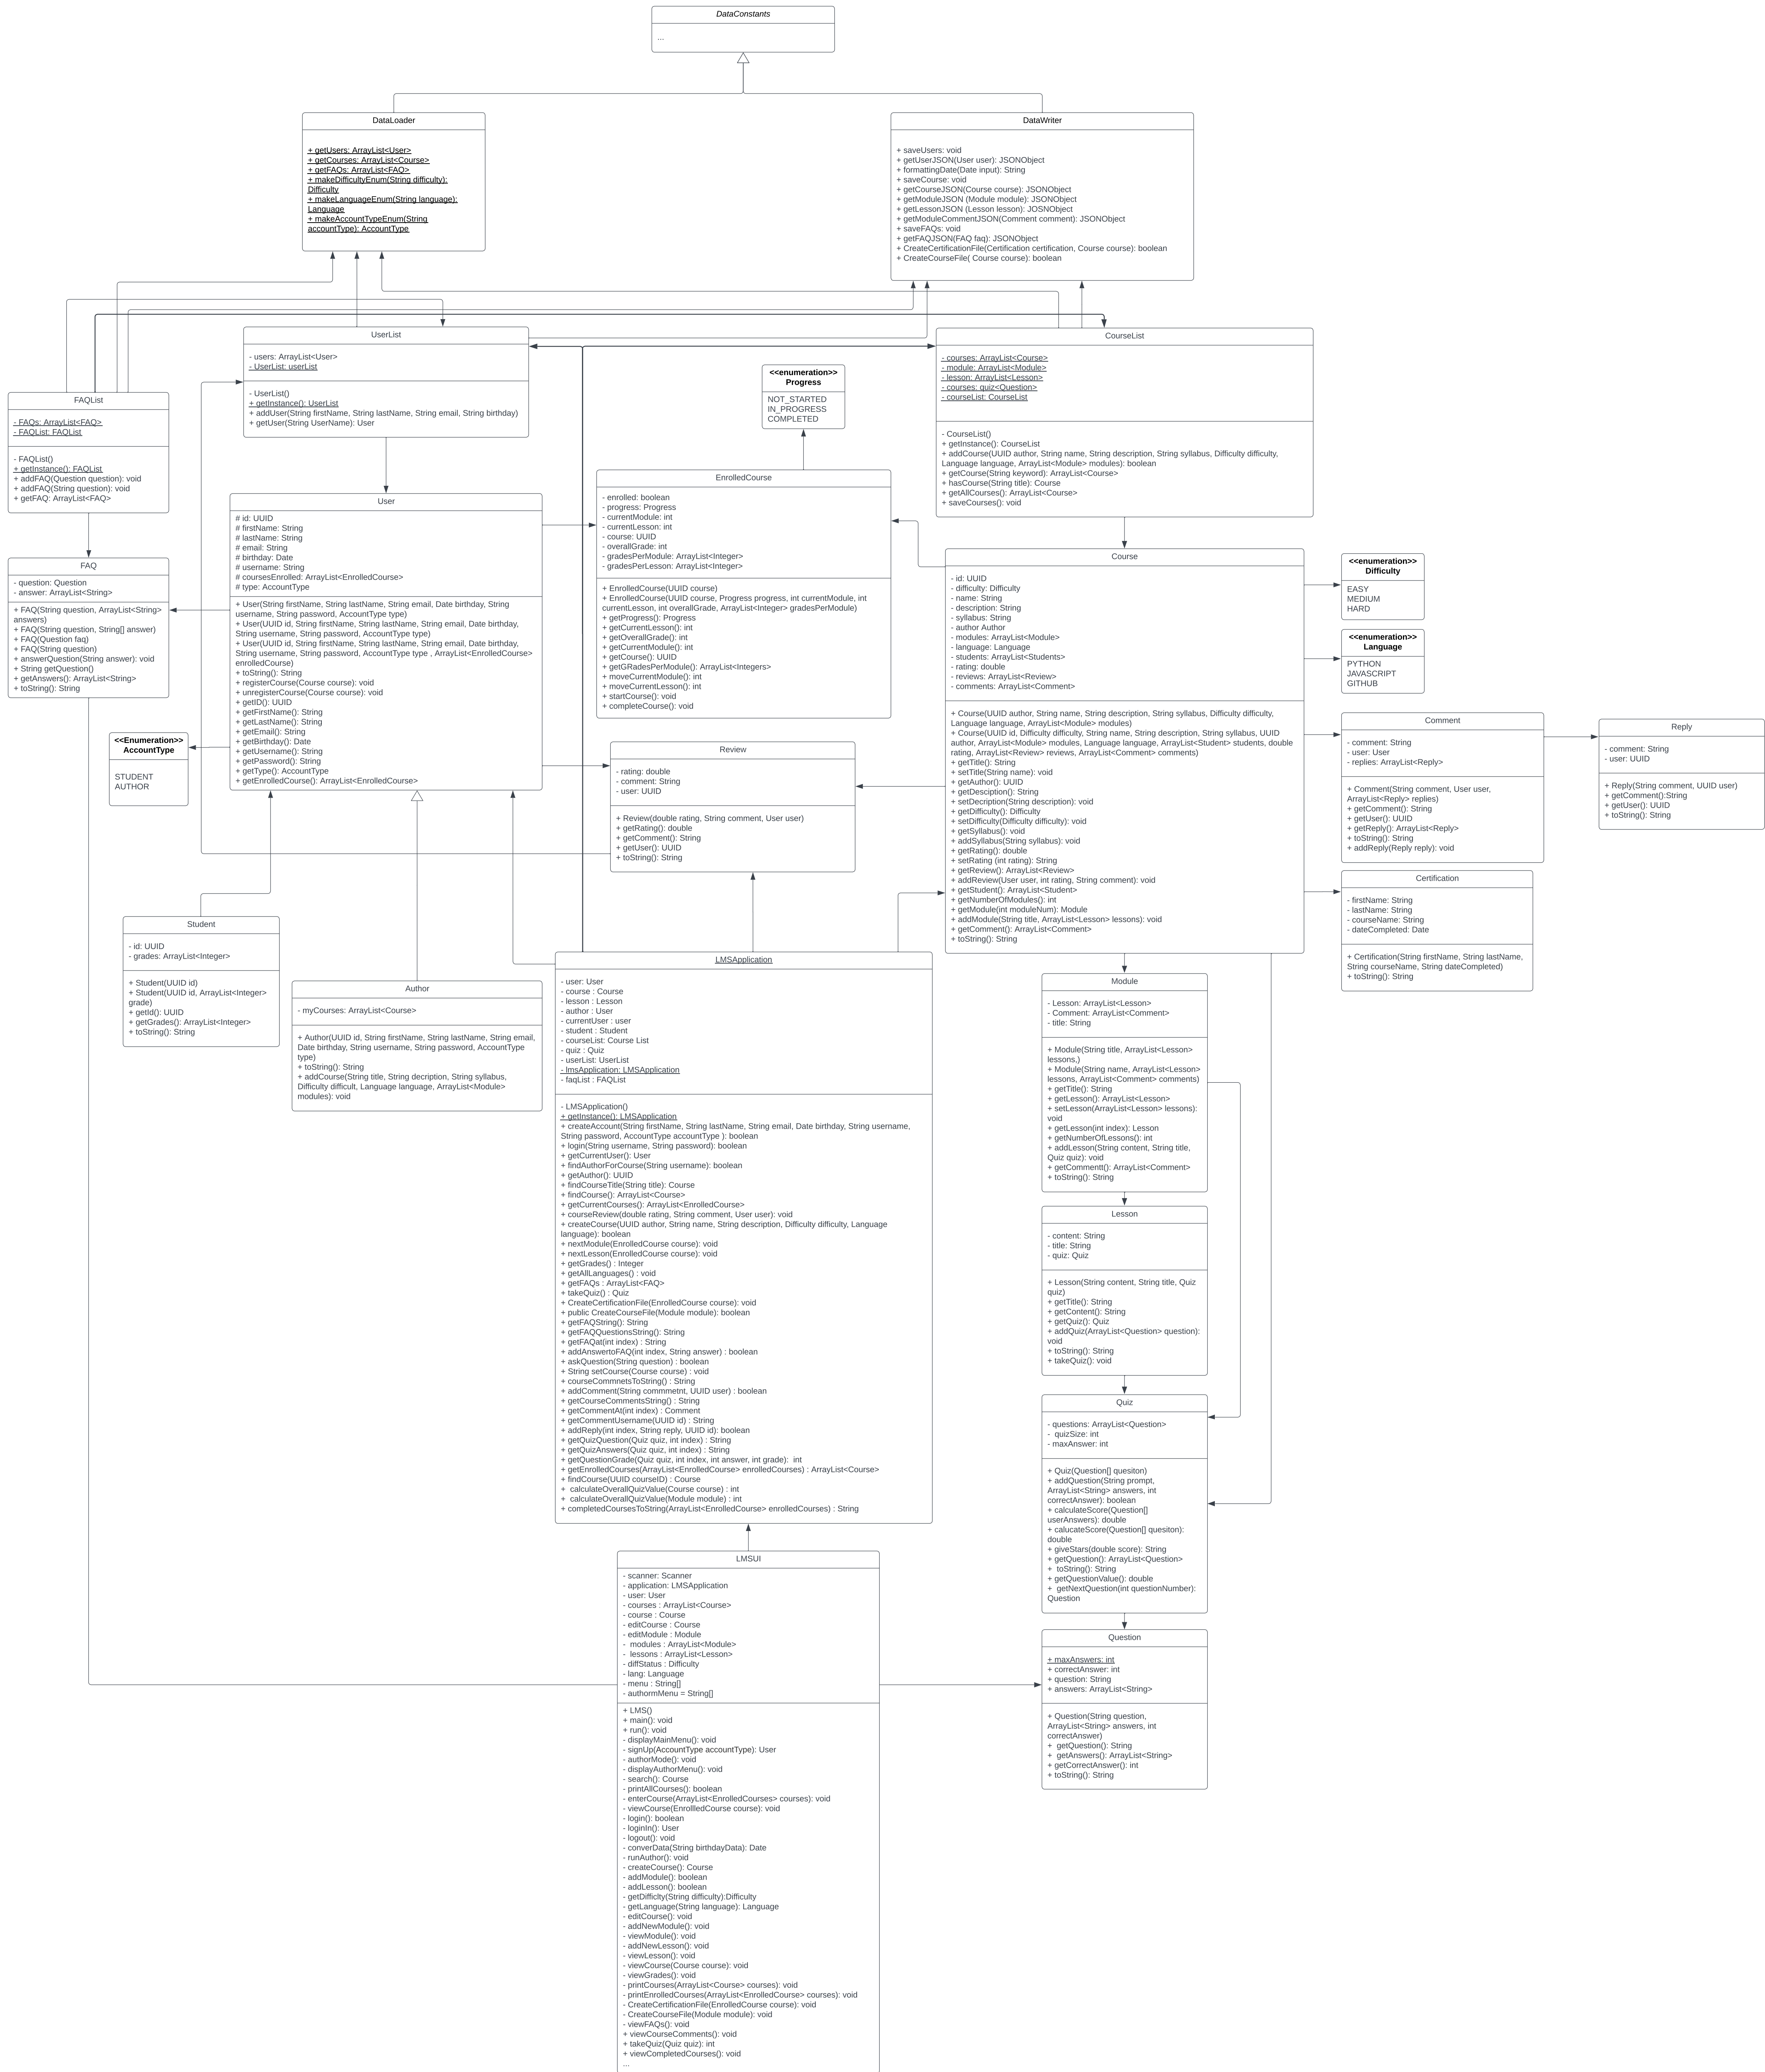 DataConstants
...
DataLoader
+ getUsers: ArrayList<User>
+ getCourses: ArrayList<Course>
+ getFAQs: ArrayList<FAQ>
+ makeDifficultyEnum(String difficulty):
Difficulty
+ makeLanguageEnum(String language):
Language
+ makeAccountTypeEnum(String
accountType): AccountType
DataWriter
+ saveUsers: void
+ getUserJSON(User user): JSONObject
+ formattingDate(Date input): String
+ saveCourse: void
+ getCourseJSON(Course course): JSONObject
+ getModuleJSON (Module module): JSONObject
+ getLessonJSON (Lesson lesson): JOSNObject
+ getModuleCommentJSON(Comment comment): JSONObject
+ saveFAQs: void
+ getFAQJSON(FAQ faq): JSONObject
+ CreateCertificationFile(Certification certification, Course course): boolean
+ CreateCourseFile( Course course): boolean
UserList
- users: ArrayList<User>
- UserList: userList
- UserList()
+ getInstance(): UserList
+ addUser(String firstName, String lastName, String email, String birthday)
+ getUser(String UserName): User
CourseList
- courses: ArrayList<Course>
- module: ArrayList<Module>
- lesson: ArrayList<Lesson>
- courses: quiz<Question>
- courseList: CourseList
- CourseList()
+ getInstance(): CourseList
+ addCourse(UUID author, String name, String description, String syllabus, Difficulty difficulty,
Language language, ArrayList<Module> modules): boolean
+ getCourse(String keyword): ArrayList<Course>
+ hasCourse(String title): Course
+ getAllCourses(): ArrayList<Course>
+ saveCourses(): void
<<enumeration>>
Progress
NOT_STARTED
IN_PROGRESS
COMPLETED
FAQList
- FAQs: ArrayList<FAQ>
- FAQList: FAQList
- FAQList()
+ getInstance(): FAQList
+ addFAQ(Question question): void
+ addFAQ(String question): void
+ getFAQ: ArrayList<FAQ>
EnrolledCourse
- enrolled: boolean
- progress: Progress
- currentModule: int
- currentLesson: int
- course: UUID
- overallGrade: int
- gradesPerModule: ArrayList<Integer>
- gradesPerLesson: ArrayList<Integer>
+ EnrolledCourse(UUID course)
+ EnrolledCourse(UUID course, Progress progress, int currentModule, int
currentLesson, int overallGrade, ArrayList<Integer> gradesPerModule)
+ getProgress(): Progress
+ getCurrentLesson(): int
+ getOverallGrade(): int
+ getCurrentModule(): int
+ getCourse(): UUID
+ getGRadesPerModule(): ArrayList<Integers>
+ moveCurrentModule(): int
+ moveCurrentLesson(): int
+ startCourse(): void
+ completeCourse(): void
User
# id: UUID
# firstName: String
# lastName: String
# email: String
# birthday: Date
# username: String
# coursesEnrolled: ArrayList<EnrolledCourse>
# type: AccountType
+ User(String firstName, String lastName, String email, Date birthday, String
username, String password, AccountType type)
+ User(UUID id, String firstName, String lastName, String email, Date birthday,
String username, String password, AccountType type)
+ User(UUID id, String firstName, String lastName, String email, Date birthday,
String username, String password, AccountType type , ArrayList<EnrolledCourse>
enrolledCourse)
+ toString(): String
+ registerCourse(Course course): void
+ unregisterCourse(Course course): void
+ getID(): UUID
+ getFirstName(): String
+ getLastName(): String
+ getEmail(): String
+ getBirthday(): Date
+ getUsername(): String
+ getPassword(): String
+ getType(): AccountType
+ getEnrolledCourse(): ArrayList<EnrolledCourse>
FAQ
- question: Question
- answer: ArrayList<String>
+ FAQ(String question, ArrayList<String>
answers)
+ FAQ(String question, String[] answer)
+ FAQ(Question faq)
+ FAQ(String question)
+ answerQuestion(String answer): void
+ String getQuestion()
+ getAnswers(): ArrayList<String>
+ toString(): String
Course
- id: UUID
- difficulty: Difficulty
- name: String
- description: String
- syllabus: String
- author Author
- modules: ArrayList<Module>
- language: Language
- students: ArrayList<Students>
- rating: double
- reviews: ArrayList<Review>
- comments: ArrayList<Comment>
+ Course(UUID author, String name, String description, String syllabus, Difficulty difficulty,
Language language, ArrayList<Module> modules)
+ Course(UUID id, Difficulty difficulty, String name, String description, String syllabus, UUID
author, ArrayList<Module> modules, Language language, ArrayList<Student> students, double
rating, ArrayList<Review> reviews, ArrayList<Comment> comments)
+ getTitle(): String
+ setTitle(String name): void
+ getAuthor(): UUID
+ getDesciption(): String
+ setDecription(String description): void
+ getDifficulty(): Difficulty
+ setDifficulty(Difficulty difficulty): void
+ getSyllabus(): void
+ addSyllabus(String syllabus): void
+ getRating(): double
+ setRating (int rating): String
+ getReview(): ArrayList<Review>
+ addReview(User user, int rating, String comment): void
+ getStudent(): ArrayList<Student>
+ getNumberOfModules(): int
+ getModule(int moduleNum): Module
+ addModule(String title, ArrayList<Lesson> lessons): void
+ getComment(): ArrayList<Comment>
+ toString(): String
<<enumeration>>
Difficulty
EASY
MEDIUM
HARD
<<enumeration>>
Language
PYTHON
JAVASCRIPT
GITHUB
Comment
- comment: String
- user: User
- replies: ArrayList<Reply>
+ Comment(String comment, User user,
ArrayList<Reply> replies)
+ getComment(): String
+ getUser(): UUID
+ getReply(): ArrayList<Reply>
+ toString(): String
+ addReply(Reply reply): void
Reply
- comment: String
- user: UUID
+ Reply(String comment, UUID user)
+ getComment():String
+ getUser(): UUID
+ toString(): String
<<Enumeration>>
AccountType
STUDENT
AUTHOR
Review
- rating: double
- comment: String
- user: UUID
+ Review(double rating, String comment, User user)
+ getRating(): double
+ getComment(): String
+ getUser(): UUID
+ toString(): String
Certification
- firstName: String
- lastName: String
- courseName: String
- dateCompleted: Date
+ Certification(String firstName, String lastName,
String courseName, String dateCompleted)
+ toString(): String
Student
- id: UUID
- grades: ArrayList<Integer>
+ Student(UUID id)
+ Student(UUID id, ArrayList<Integer>
grade)
+ getId(): UUID
+ getGrades(): ArrayList<Integer>
+ toString(): String
Author
- myCourses: ArrayList<Course>
+ Author(UUID id, String firstName, String lastName, String email,
Date birthday, String username, String password, AccountType
type)
+ toString(): String
+ addCourse(String title, String decription, String syllabus,
Difficulty difficult, Language language, ArrayList<Module>
modules): void
LMSApplication
- user: User
- course : Course
- lesson : Lesson
- author : User
- currentUser : user
- student : Student
- courseList: Course List
- quiz : Quiz
- userList: UserList
- lmsApplication: LMSApplication
- faqList : FAQList
- LMSApplication()
+ getInstance(): LMSApplication
+ createAccount(String firstName, String lastName, String email, Date birthday, String username,
String password, AccountType accountType ): boolean
+ login(String username, String password): boolean
+ getCurrentUser(): User
+ findAuthorForCourse(String username): boolean
+ getAuthor(): UUID
+ findCourseTitle(String title): Course
+ findCourse(): ArrayList<Course>
+ getCurrentCourses(): ArrayList<EnrolledCourse>
+ courseReview(double rating, String comment, User user): void
+ createCourse(UUID author, String name, String description, Difficulty difficulty, Language
language): boolean
+ nextModule(EnrolledCourse course): void
+ nextLesson(EnrolledCourse course): void
+ getGrades() : Integer
+ getAllLanguages() : void
+ getFAQs : ArrayList<FAQ>
+ takeQuiz() : Quiz
+ CreateCertificationFile(EnrolledCourse course): void
+ public CreateCourseFile(Module module): boolean
+ getFAQString(): String
+ getFAQQuestionsString(): String
+ getFAQat(int index) : String
+ addAnswertoFAQ(int index, String answer) : boolean
+ askQuestion(String question) : boolean
+ String setCourse(Course course) : void
+ courseCommnetsToString() : String
+ addComment(String commmetnt, UUID user) : boolean
+ getCourseCommentsString() : String
+ getCommentAt(int index) : Comment
+ getCommentUsername(UUID id) : String
+ addReply(int index, String reply, UUID id): boolean
+ getQuizQuestion(Quiz quiz, int index) : String
+ getQuizAnswers(Quiz quiz, int index) : String
+ getQuestionGrade(Quiz quiz, int index, int answer, int grade):  int
+ getEnrolledCourses(ArrayList<EnrolledCourse> enrolledCourses) : ArrayList<Course>
+ findCourse(UUID courseID) : Course
+  calculateOverallQuizValue(Course course) : int
+  calculateOverallQuizValue(Module module) : int
+ completedCoursesToString(ArrayList<EnrolledCourse> enrolledCourses) : String
Module
- Lesson: ArrayList<Lesson>
- Comment: ArrayList<Comment>
- title: String
+ Module(String title, ArrayList<Lesson>
lessons,)
+ Module(String name, ArrayList<Lesson>
lessons, ArrayList<Comment> comments)
+ getTitle(): String
+ getLesson(): ArrayList<Lesson>
+ setLesson(ArrayList<Lesson> lessons):
void
+ getLesson(int index): Lesson
+ getNumberOfLessons(): int
+ addLesson(String content, String title,
Quiz quiz): void
+ getCommentt(): ArrayList<Comment>
+ toString(): String
Lesson
- content: String
- title: String
- quiz: Quiz
+ Lesson(String content, String title, Quiz
quiz)
+ getTitle(): String
+ getContent(): String
+ getQuiz(): Quiz
+ addQuiz(ArrayList<Question> question):
void
+ toString(): String
+ takeQuiz(): void
Quiz
- questions: ArrayList<Question>
-  quizSize: int
- maxAnswer: int
+ Quiz(Question[] quesiton)
+ addQuestion(String prompt,
ArrayList<String> answers, int
correctAnswer): boolean
+ calculateScore(Question[]
userAnswers): double
+ calucateScore(Question[] quesiton):
double
+ giveStars(double score): String
+ getQuestion(): ArrayList<Question>
+  toString(): String
+ getQuestionValue(): double
+  getNextQuestion(int questionNumber):
Question
LMSUI
- scanner: Scanner
- application: LMSApplication
- user: User
- courses : ArrayList<Course>
- course : Course
- editCourse : Course
- editModule : Module
-  modules : ArrayList<Module>
-  lessons : ArrayList<Lesson>
- diffStatus : Difficulty
- lang: Language
- menu : String[]
- authormMenu = String[]
+ LMS()
+ main(): void
+ run(): void
- displayMainMenu(): void
- signUp(AccountType accountType): User
- authorMode(): void
- displayAuthorMenu(): void
- search(): Course
- printAllCourses(): boolean
- enterCourse(ArrayList<EnrolledCourses> courses): void
- viewCourse(EnrollledCourse course): void
- login(): boolean
- loginIn(): User
- logout(): void
- converData(String birthdayData): Date
- runAuthor(): void
- createCourse(): Course
- addModule(): boolean
- addLesson(): boolean
- getDifficlty(String difficulty):Difficulty
- getLanguage(String language): Language
- editCourse(): void
- addNewModule(): void
- viewModule(): void
- addNewLesson(): void
- viewLesson(): void
- viewCourse(Course course): void
- viewGrades(): void
- printCourses(ArrayList<Course> courses): void
- printEnrolledCourses(ArrayList<EnrolledCourse> courses): void
- CreateCertificationFile(EnrolledCourse course): void
- CreateCourseFile(Module module): void
- viewFAQs(): void
+ viewCourseComments(): void
+ takeQuiz(Quiz quiz): int
+ viewCompletedCourses(): void
...
Question
+ maxAnswers: int
+ correctAnswer: int
+ question: String
+ answers: ArrayList<String>
+ Question(String question,
ArrayList<String> answers, int
correctAnswer)
+  getQuestion(): String
+  getAnswers(): ArrayList<String>
+ getCorrectAnswer(): int
+ toString(): String